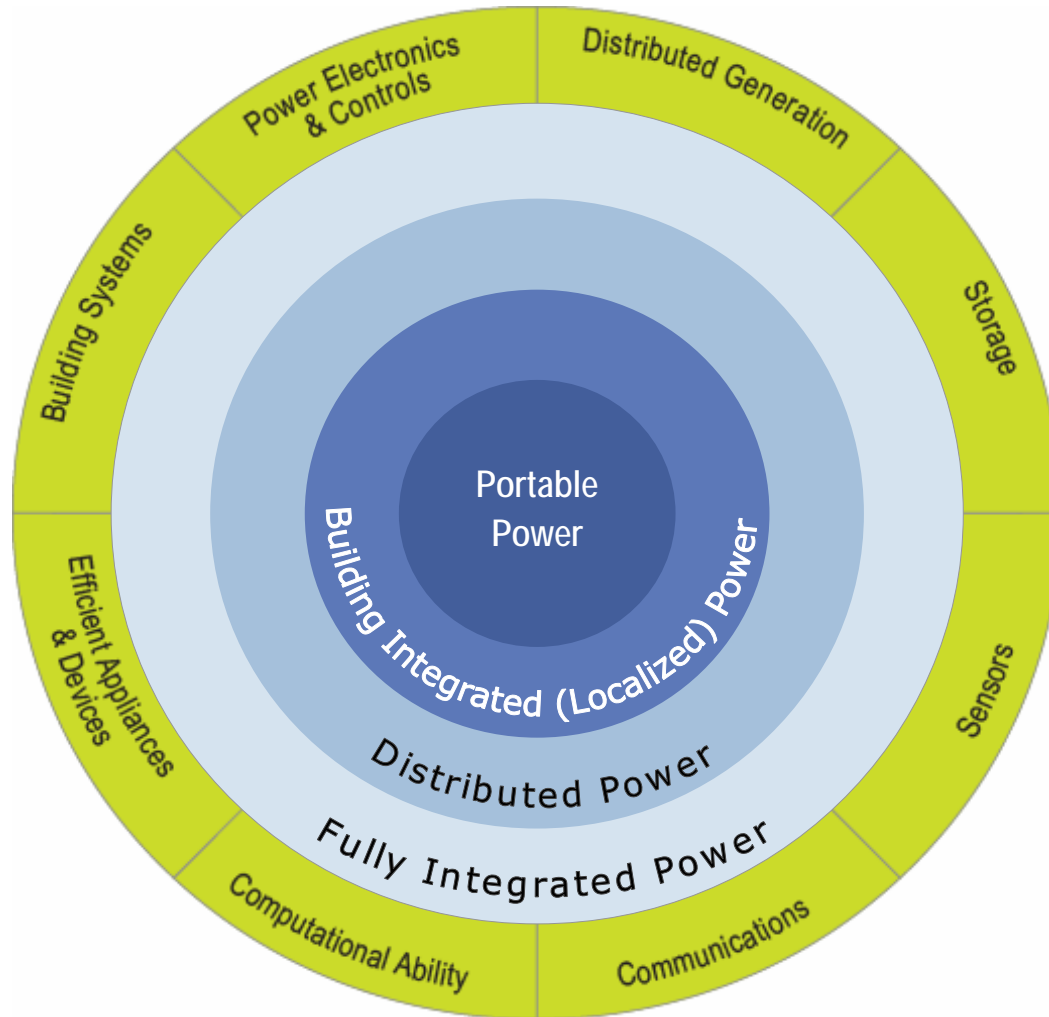 Power Electronics
& Controls
Distributed Generation
Building Systems
Storage
Portable
Power
Building Integrated (Localized) Power
Efficient Appliances
& Devices
Sensors
Distributed Power
Fully Integrated Power
Computational Ability
Communications